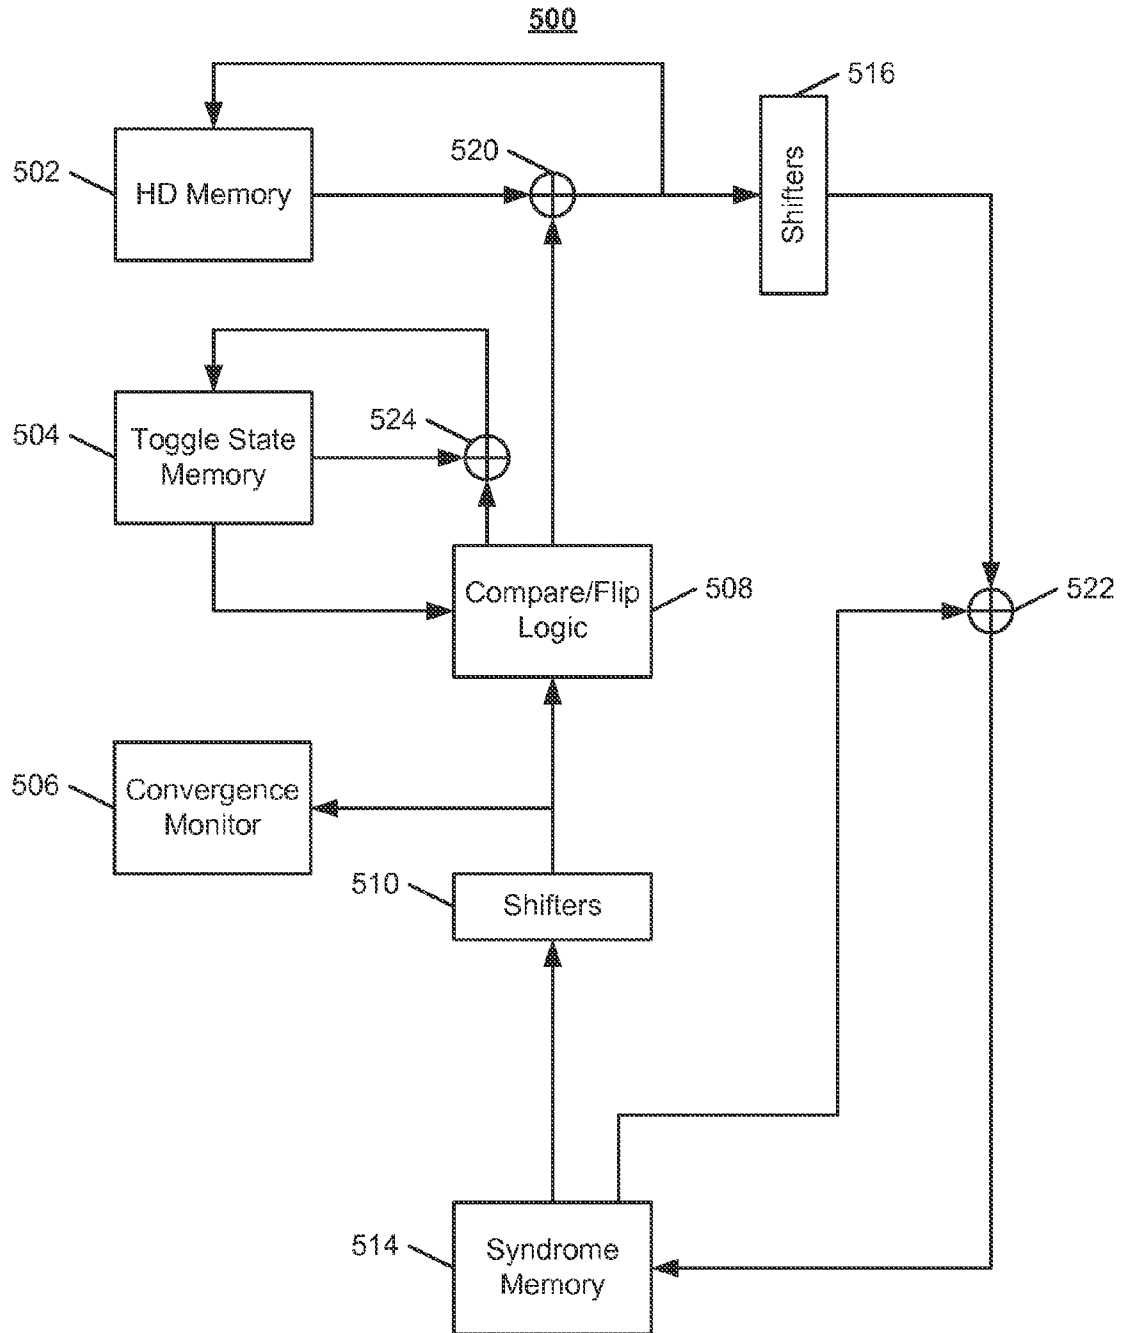 500
516
502
HD Memory
520
Shifters
504
Toggle State
Memory
524
Compare/Flip
Logic
508
522
506
Convergence
Monitor
510
Shifters
514
Syndrome
Memory